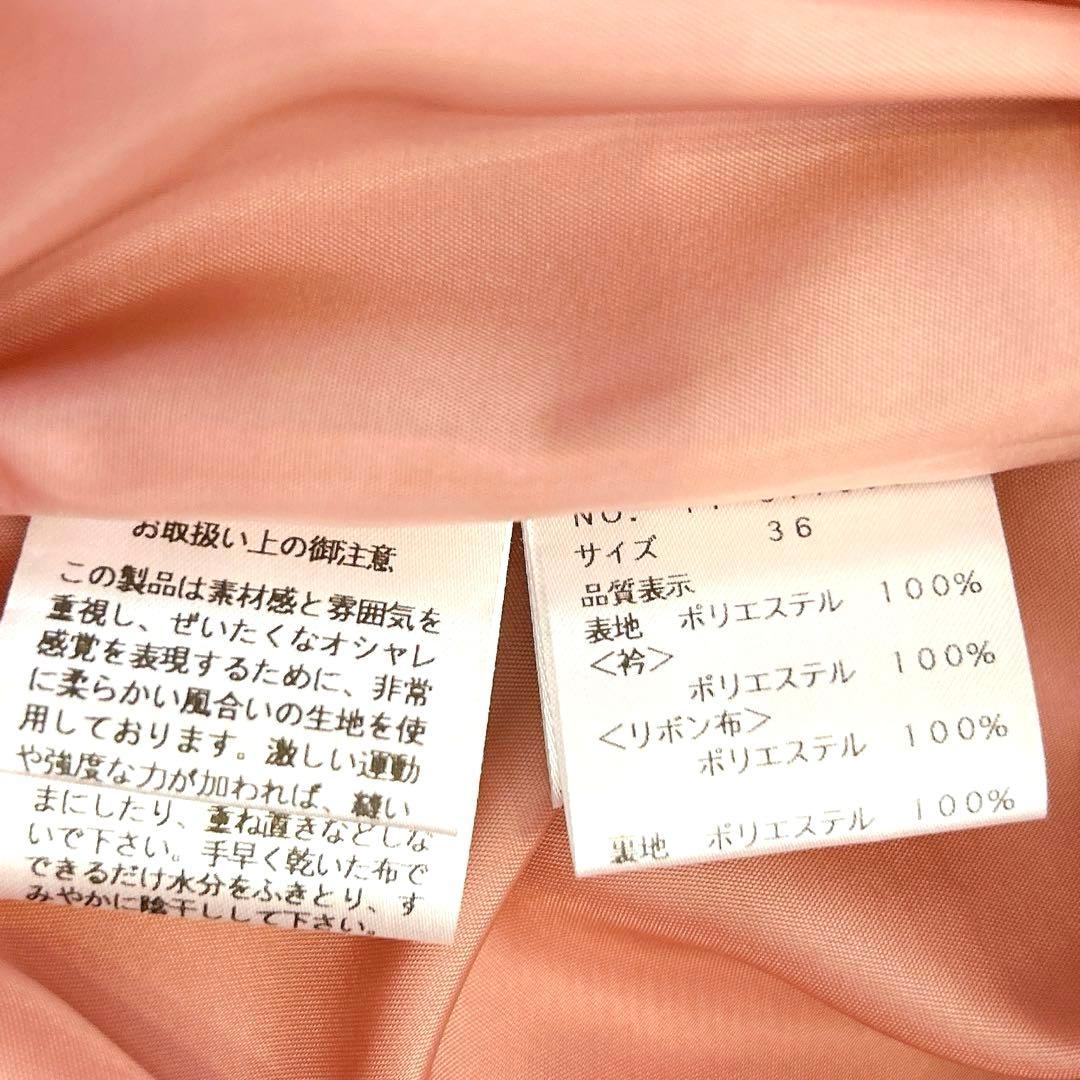 お取扱い上の御注意
この製品は素材感と雰囲気を
重視し、ぜいたくなオシャレ
感覚を表現するために、非常
に柔らかい風合いの生地を使
用しております。激しい運動
や強度な力が加われば、縫い
まにしたり、重ね置きなどしな
いで下さい。手早く乾いた布で
できるだけ水分をふきとり、す
みやかに陰干しして下さい。
NO.
サイズ 36
品質表示
表地 ポリエステル 100%
<衿>
ポリエステル 100%
<リボン布>
ポリエステル 100%
裏地 ポリエステル 100%